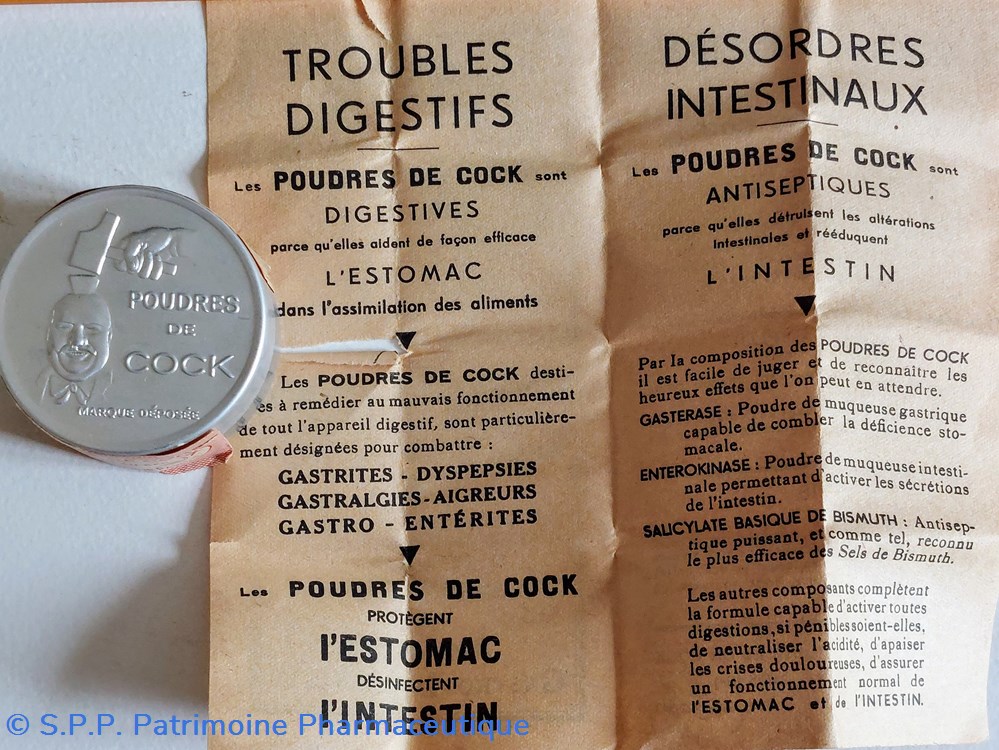 POUDRES
DE
COCK
MARQUE DÉPOSÉE
TROUBLES
DIGESTIFS
Les POUDRES DE COCK sont
DIGESTIVES
parce qu'elles aident de façon efficace
L'ESTOMAC
dans l'assimilation des aliments
Les POUDRES DE COCK desti-
es à remédier au mauvais fonctionnement
de tout l'appareil digestif, sont particulière-
ment désignées pour combattre :
GASTRITES - DYSPEPSIES
GASTRALGIES-AIGREURS
GASTRO - ENTÉRITES
Les POUDRES DE COCK
PROTÈGENT
l'ESTOMAC
DÉSINFECTENT
l'INTESTIN
DÉSORDRES
INTESTINAUX
Les POUDRES DE COCK sont
ANTISEPTIQUES
parce qu'elles détruisent les altérations
intestinales et rééduquent
L'INTESTIN
Par la composition des POUDRES DE COCK
il est facile de juger et de reconnaître les
heureux effets que l'on peut en attendre.
GASTERASE : Poudre de muqueuse gastrique
capable de combler la déficience sto-
macale.
ENTEROKINASE : Poudre de muqueuse intesti-
nale permettant d'activer les sécrétions
de l'intestin.
SALICYLATE BASIQUE DE BISMUTH : Antisep-
tique puissant, et comme tel, reconnu
le plus efficace des Sels de Bismuth.
Les autres composants complètent
la formule capable d'activer toutes
digestions, si pénibles soient-elles,
de neutraliser l'acidité, d'apaiser
les crises douloureuses, d'assurer
un fonctionnement normal de
l'ESTOMAC et de l'INTESTIN.
© S.P.P. Patrimoine Pharmaceutique